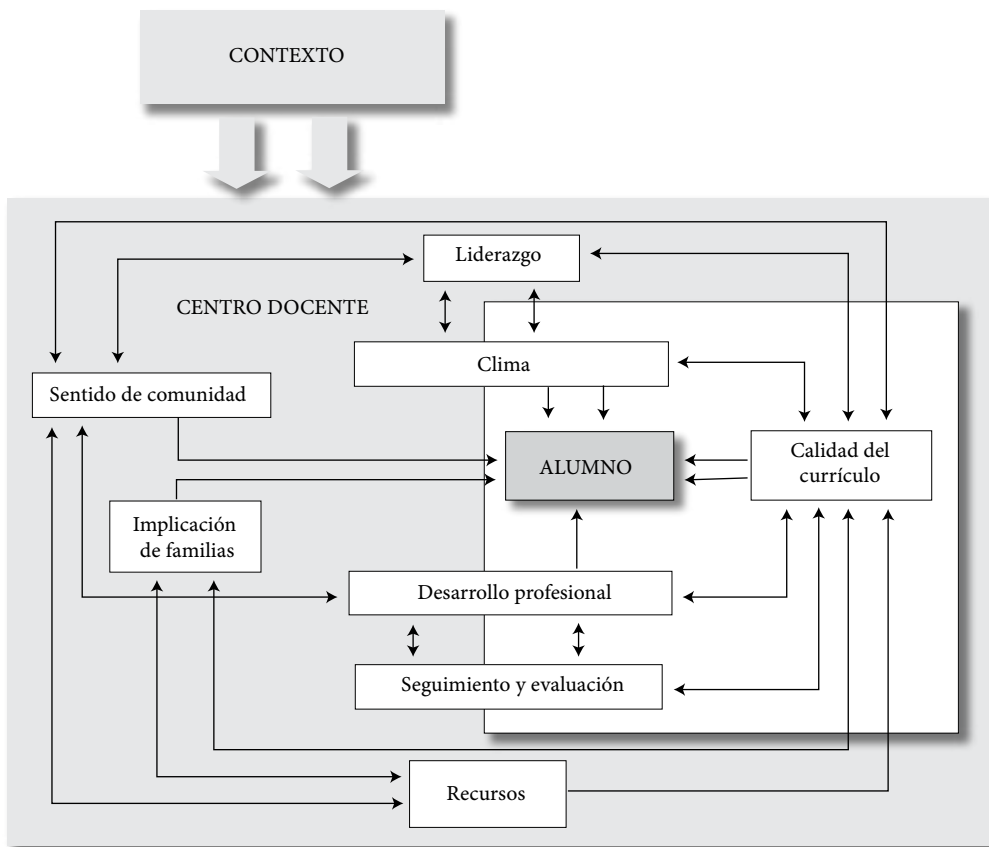 CONTEXTO
Liderazgo
CENTRO DOCENTE
Clima
Sentido de comunidad
ALUMNO
Calidad del
currículo
Implicación
de familias
Desarrollo profesional
Seguimiento y evaluación
Recursos